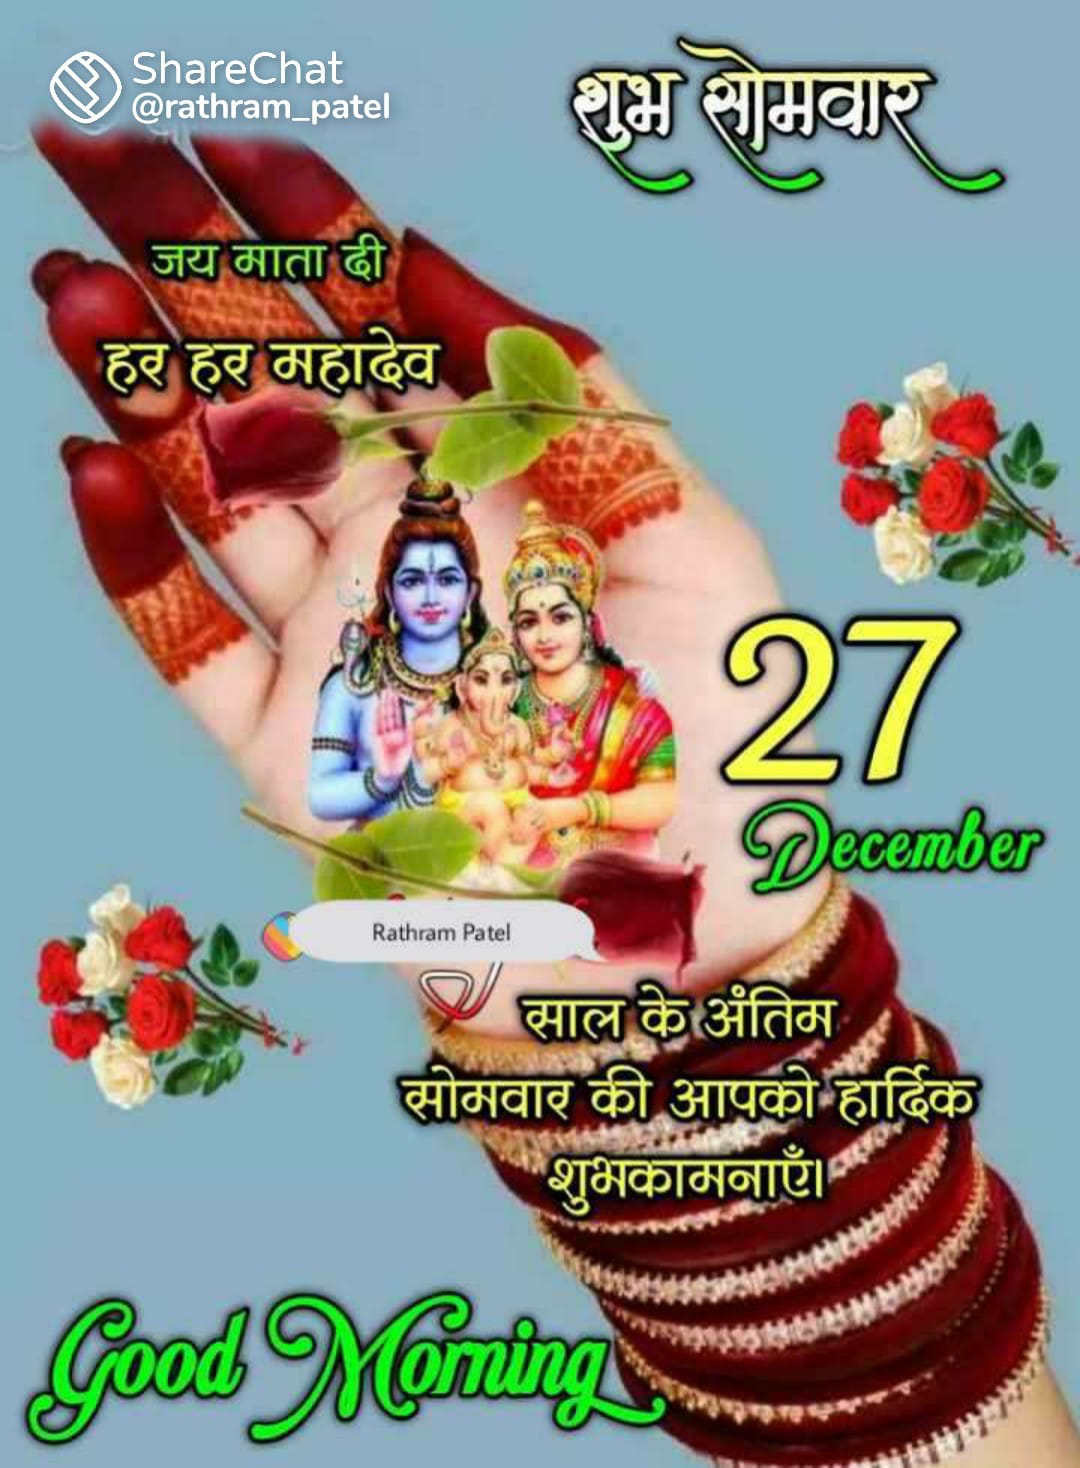 ShareChat
@rathram_patel
शुभ सोमवार
जय माता दी
हर हर महादेव
27
December
Rathram Patel
साल के अंतिम
सोमवार की आपको हार्दिक
शुभकामनाएँ।
Good Morning